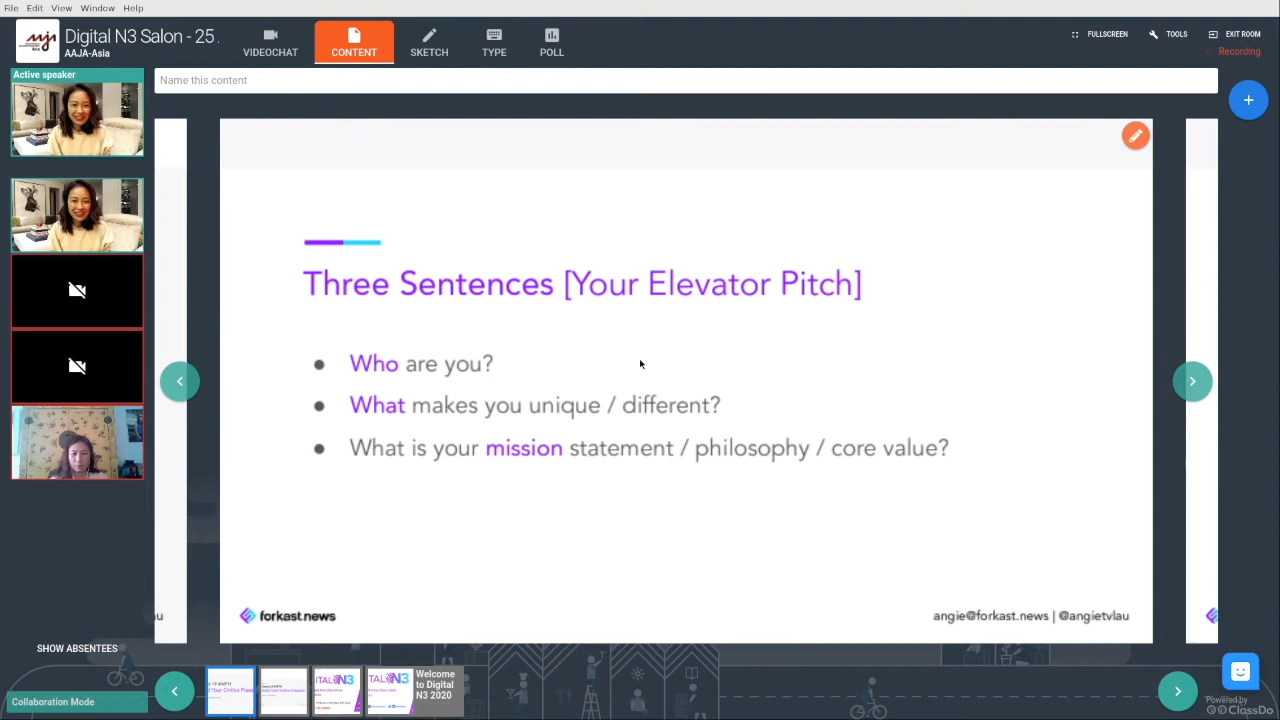 File Edit View Window Help
Digital N3 Salon - 25 .
AAJA-Asia
VIDEOCHAT
CONTENT
SKETCH
TYPE
POLL
FULLSCREEN
TOOLS
EXIT ROOM
Recording
Active speaker
Name this content
Three Sentences [Your Elevator Pitch]
Who are you?
What makes you unique / different?
What is your mission statement / philosophy / core value?
forkast.news
angie@forkast.news | @angietvlau
SHOW ABSENTEES
Collaboration Mode
ITALN3
ITALN3
Welcome
to Digital
N3 2020
Powered by
ClassDo